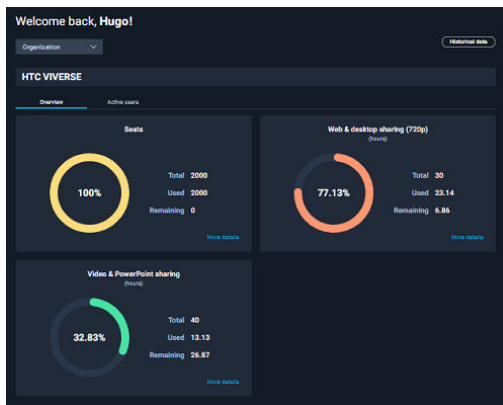 Welcome back, Hugo!
Organization
Historical data
HTC VIVERSE
Overview
Active users
Seats
100%
Total 2000
Used 2000
Remaining 0
More details
Web & desktop sharing (720p)
(hours)
77.13%
Total 30
Used 23.14
Remaining 6.86
More details
Video & PowerPoint sharing
(hours)
32.83%
Total 40
Used 13.13
Remaining 26.87
More details